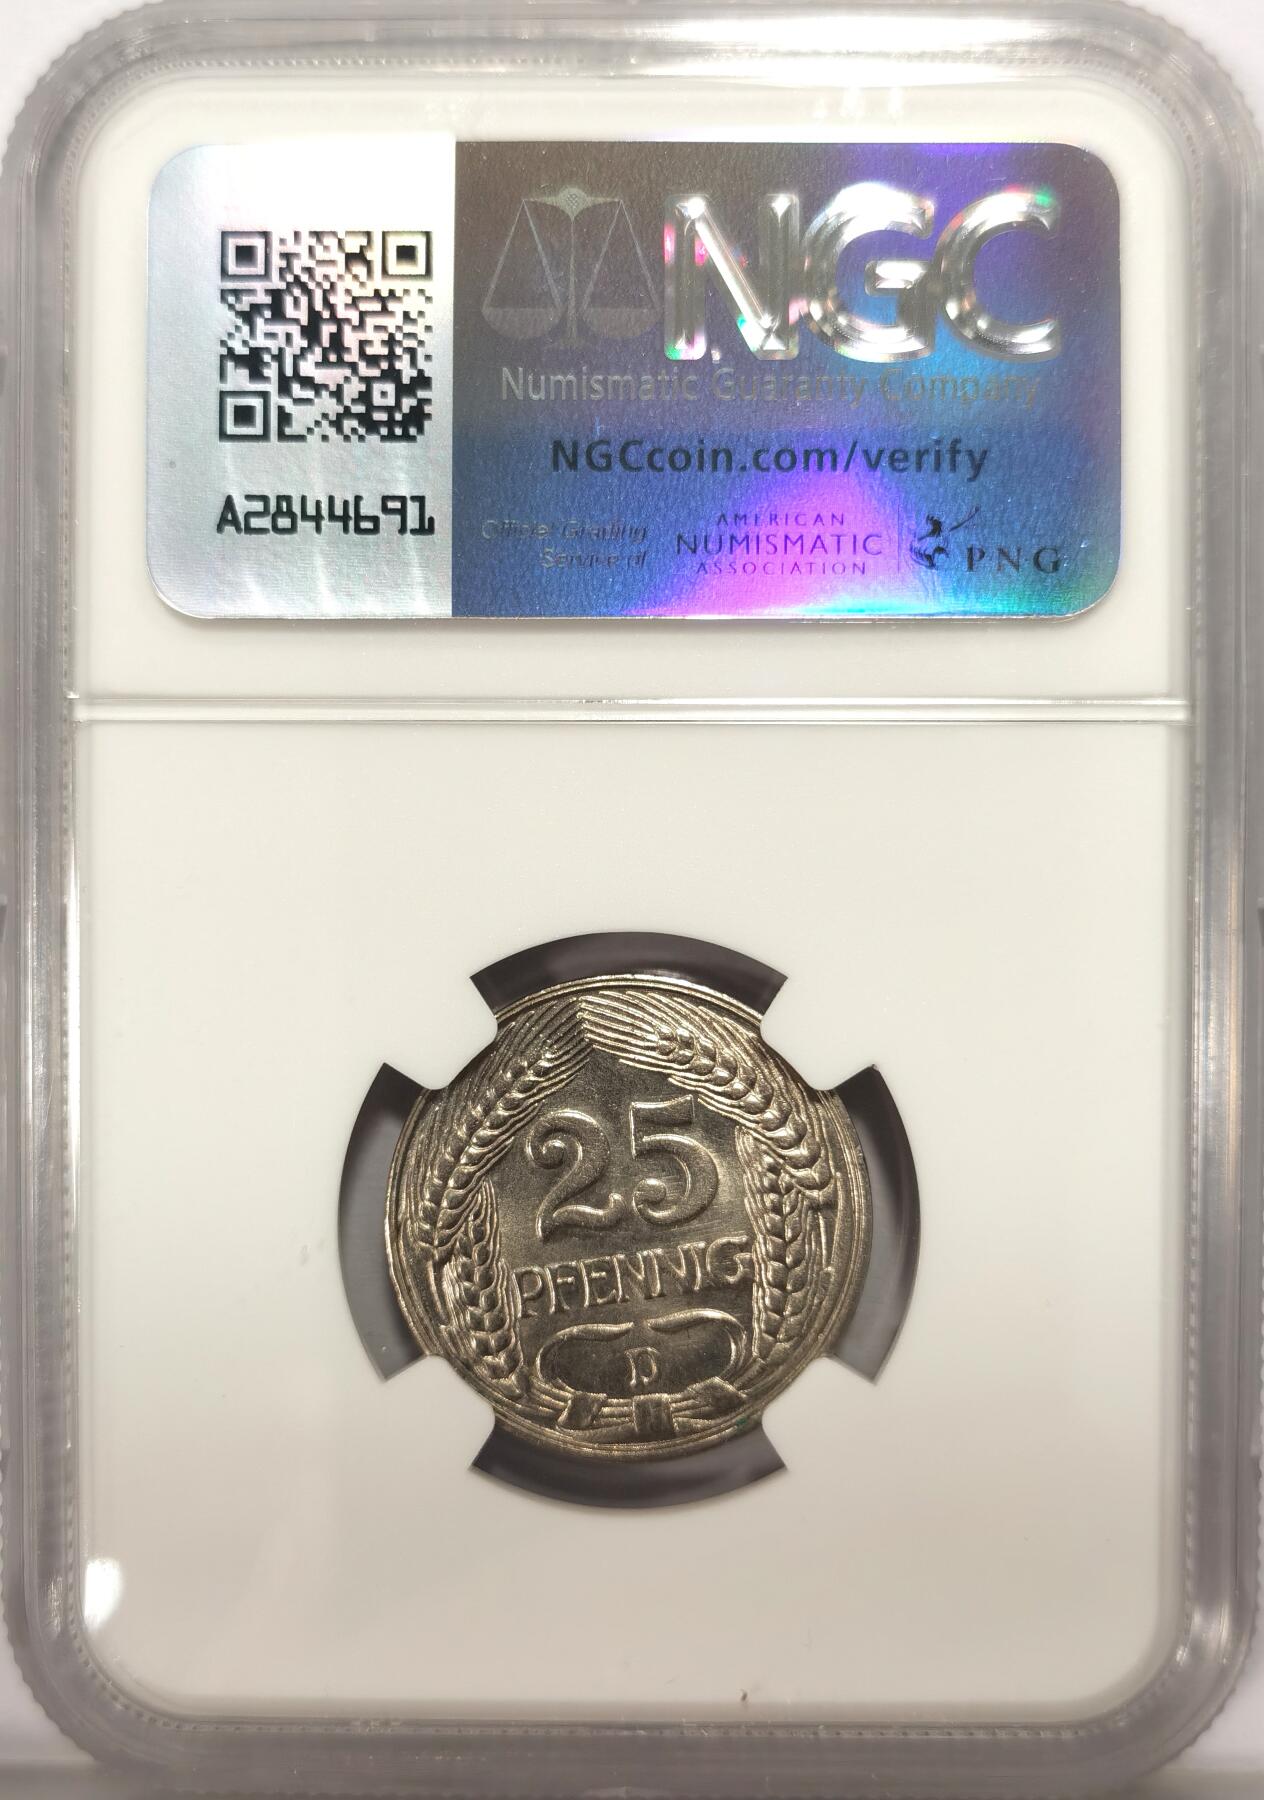 NGC
Numismatic Guaranty Company
NGCcoin.com/verify
A2844691
Official Grading
Service of
AMERICAN
NUMISMATIC
ASSOCIATION
PNG
25
PFENNIG
D